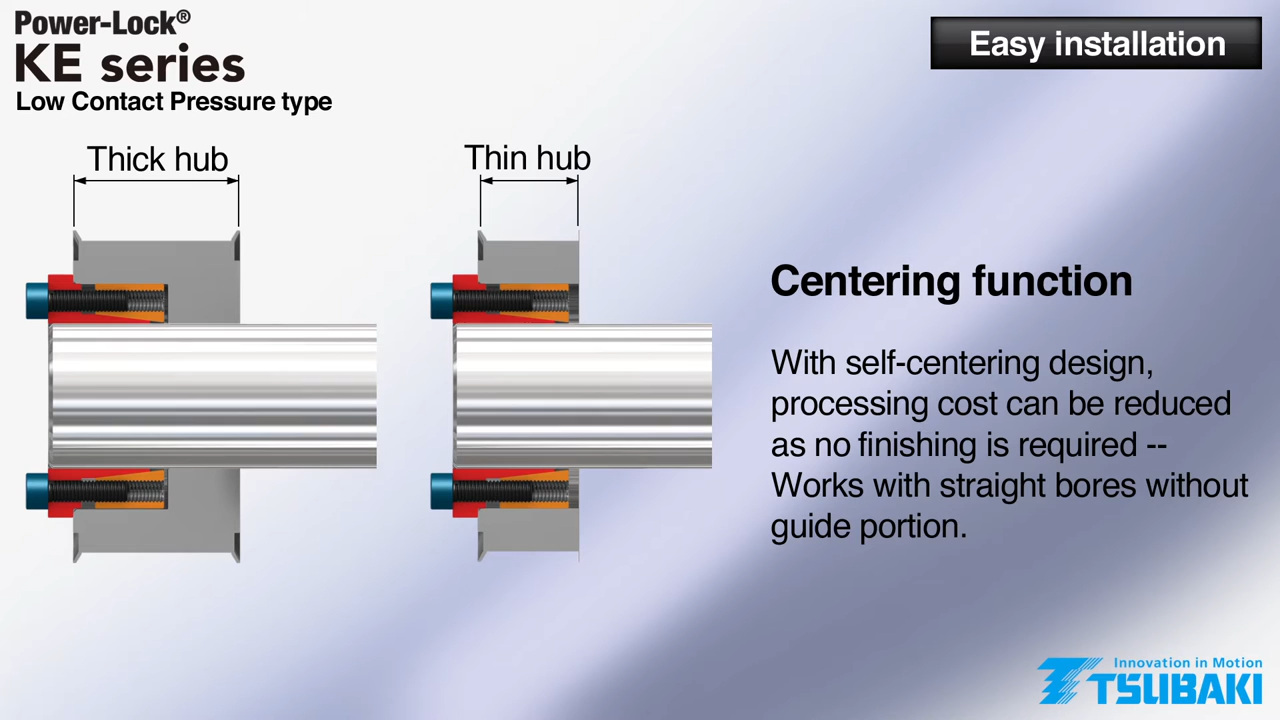 Power-Lock®
KE series
Low Contact Pressure type
Easy installation
Thick hub
Thin hub
Centering function
With self-centering design,
processing cost can be reduced
as no finishing is required --
Works with straight bores without
guide portion.
Innovation in Motion
TSUBAKI